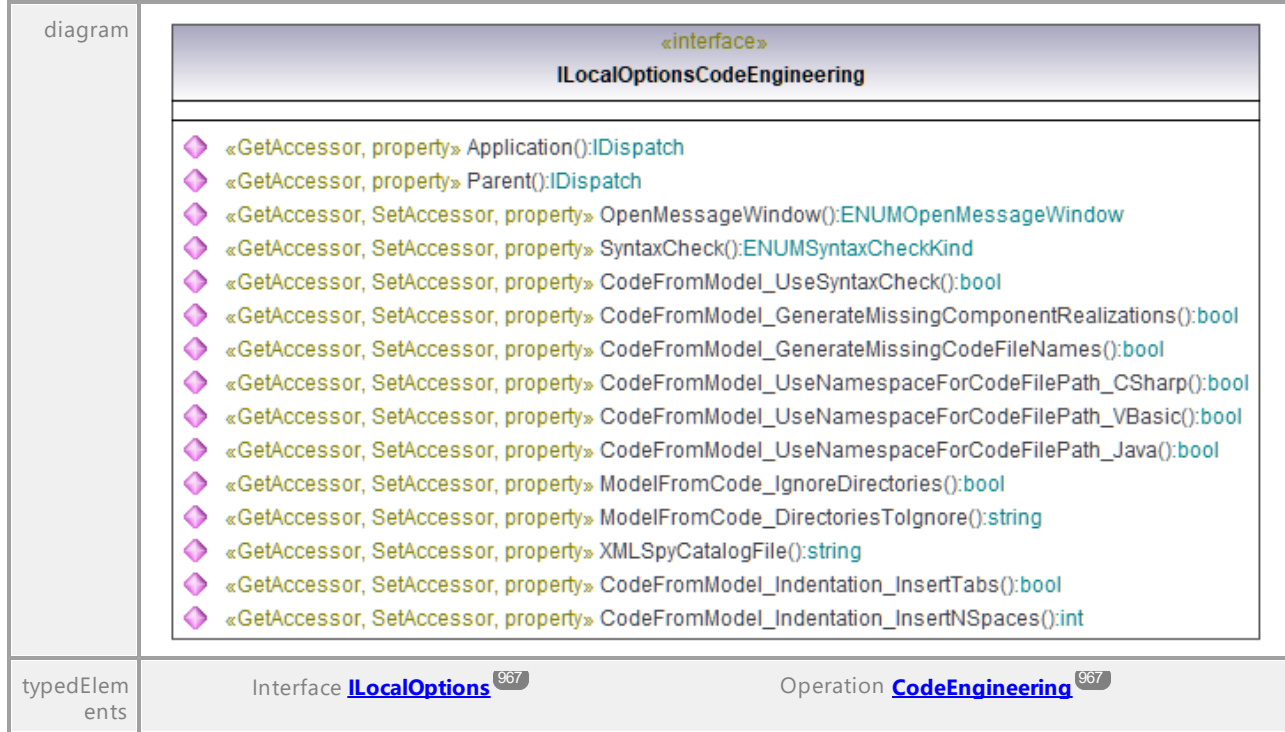 diagram
«interface»
ILocalOptionsCodeEngineering
«GetAccessor, property» Application():IDispatch
«GetAccessor, property» Parent():IDispatch
«GetAccessor, SetAccessor, property» OpenMessageWindow():ENUMOpenMessageWindow
«GetAccessor, SetAccessor, property» SyntaxCheck():ENUMSyntaxCheckKind
«GetAccessor, SetAccessor, property» CodeFromModel_UseSyntaxCheck():bool
«GetAccessor, SetAccessor, property» CodeFromModel_GenerateMissingComponentRealizations():bool
«GetAccessor, SetAccessor, property» CodeFromModel_GenerateMissingCodeFileNames():bool
«GetAccessor, SetAccessor, property» CodeFromModel_UseNamespaceForCodeFilePath_CSharp():bool
«GetAccessor, SetAccessor, property» CodeFromModel_UseNamespaceForCodeFilePath_VBasic():bool
«GetAccessor, SetAccessor, property» CodeFromModel_UseNamespaceForCodeFilePath_Java():bool
«GetAccessor, SetAccessor, property» ModelFromCode_IgnoreDirectories():bool
«GetAccessor, SetAccessor, property» ModelFromCode_DirectoriesToIgnore():string
«GetAccessor, SetAccessor, property» XMLSpyCatalogFile():string
«GetAccessor, SetAccessor, property» CodeFromModel_Indentation_InsertTabs():bool
«GetAccessor, SetAccessor, property» CodeFromModel_Indentation_InsertNSpaces():int
typedElem
ents
Interface ILocalOptions 967
Operation CodeEngineering 967